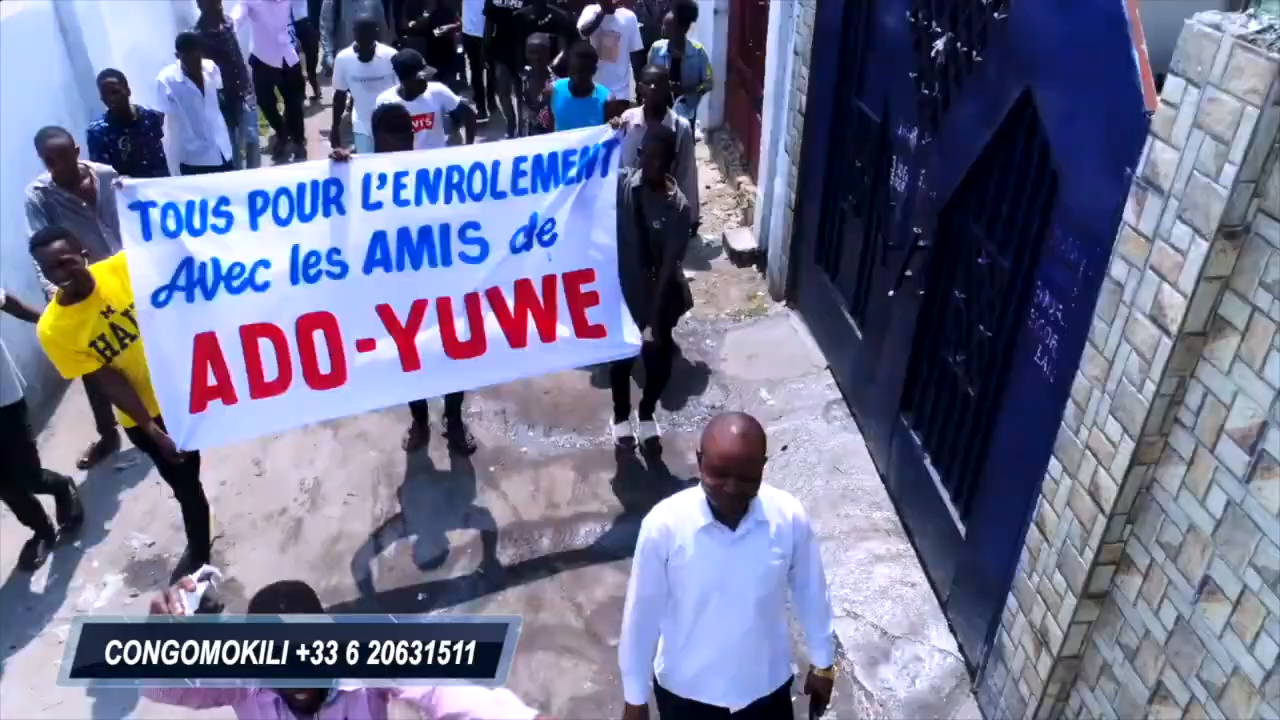 TOUS POUR L'ENROLEMENT
Avec les AMIS de
ADO-YUWE
CONGOMOKILI +33 6 20631511